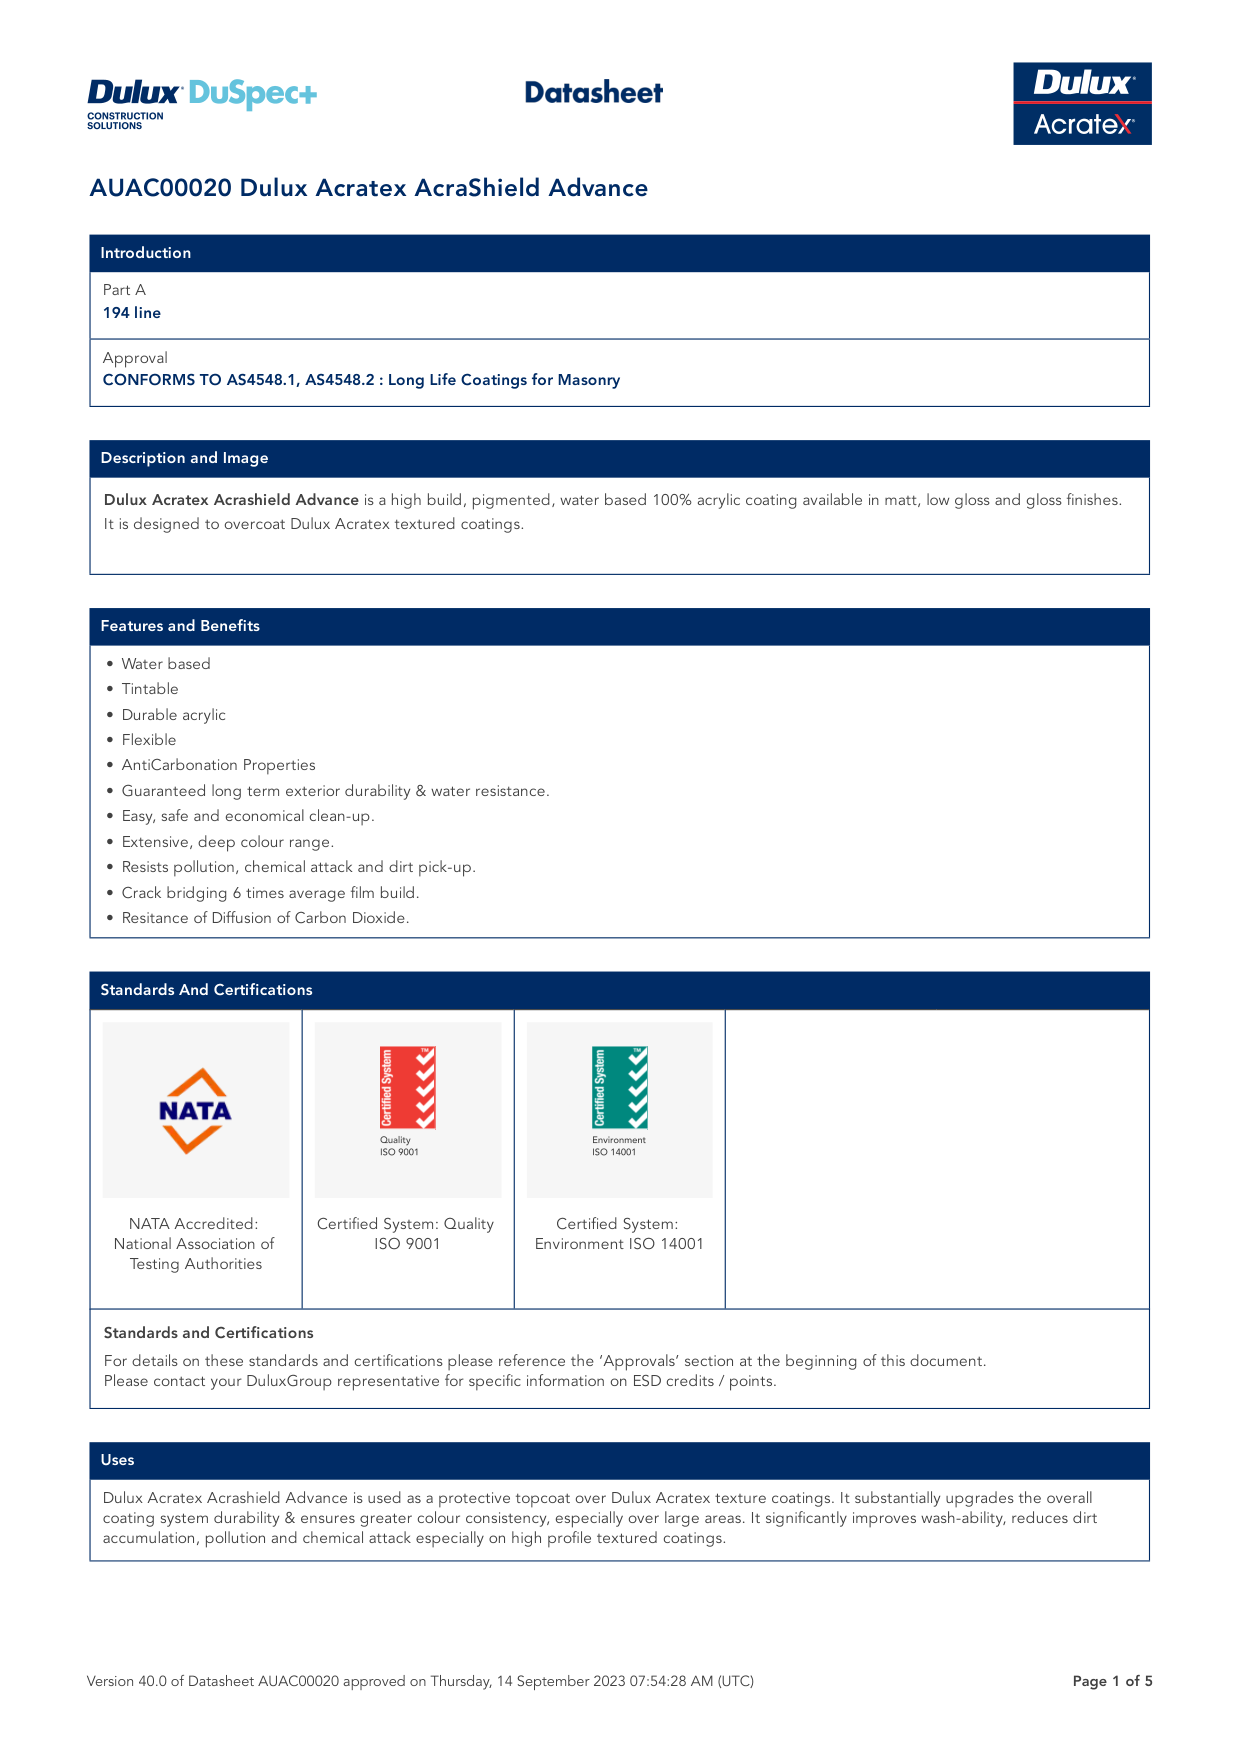 Dulux DuSpec+
CONSTRUCTION
SOLUTIONS
Datasheet
Dulux
Acratex
AUAC00020 Dulux Acratex AcraShield Advance
Introduction
Part A
194 line
Approval
CONFORMS TO AS4548.1, AS4548.2 : Long Life Coatings for Masonry
Description and Image
Dulux Acratex Acrashield Advance is a high build, pigmented, water based 100% acrylic coating available in matt, low gloss and gloss finishes.
It is designed to overcoat Dulux Acratex textured coatings.
Features and Benefits
• Water based
• Tintable
• Durable acrylic
• Flexible
• AntiCarbonation Properties
• Guaranteed long term exterior durability & water resistance.
• Easy, safe and economical clean-up.
• Extensive, deep colour range.
• Resists pollution, chemical attack and dirt pick-up.
• Crack bridging 6 times average film build.
• Resitance of Diffusion of Carbon Dioxide.
Standards And Certifications
NATA
Certified System
TM
Quality
ISO 9001
Certified System
TM
Environment
ISO 14001
NATA Accredited:
National Association of
Testing Authorities
Certified System: Quality
ISO 9001
Certified System:
Environment ISO 14001
Standards and Certifications
For details on these standards and certifications please reference the ‘Approvals’ section at the beginning of this document.
Please contact your DuluxGroup representative for specific information on ESD credits / points.
Uses
Dulux Acratex Acrashield Advance is used as a protective topcoat over Dulux Acratex texture coatings. It substantially upgrades the overall
coating system durability & ensures greater colour consistency, especially over large areas. It significantly improves wash-ability, reduces dirt
accumulation, pollution and chemical attack especially on high profile textured coatings.
Version 40.0 of Datasheet AUAC00020 approved on Thursday, 14 September 2023 07:54:28 AM (UTC)
Page 1 of 5